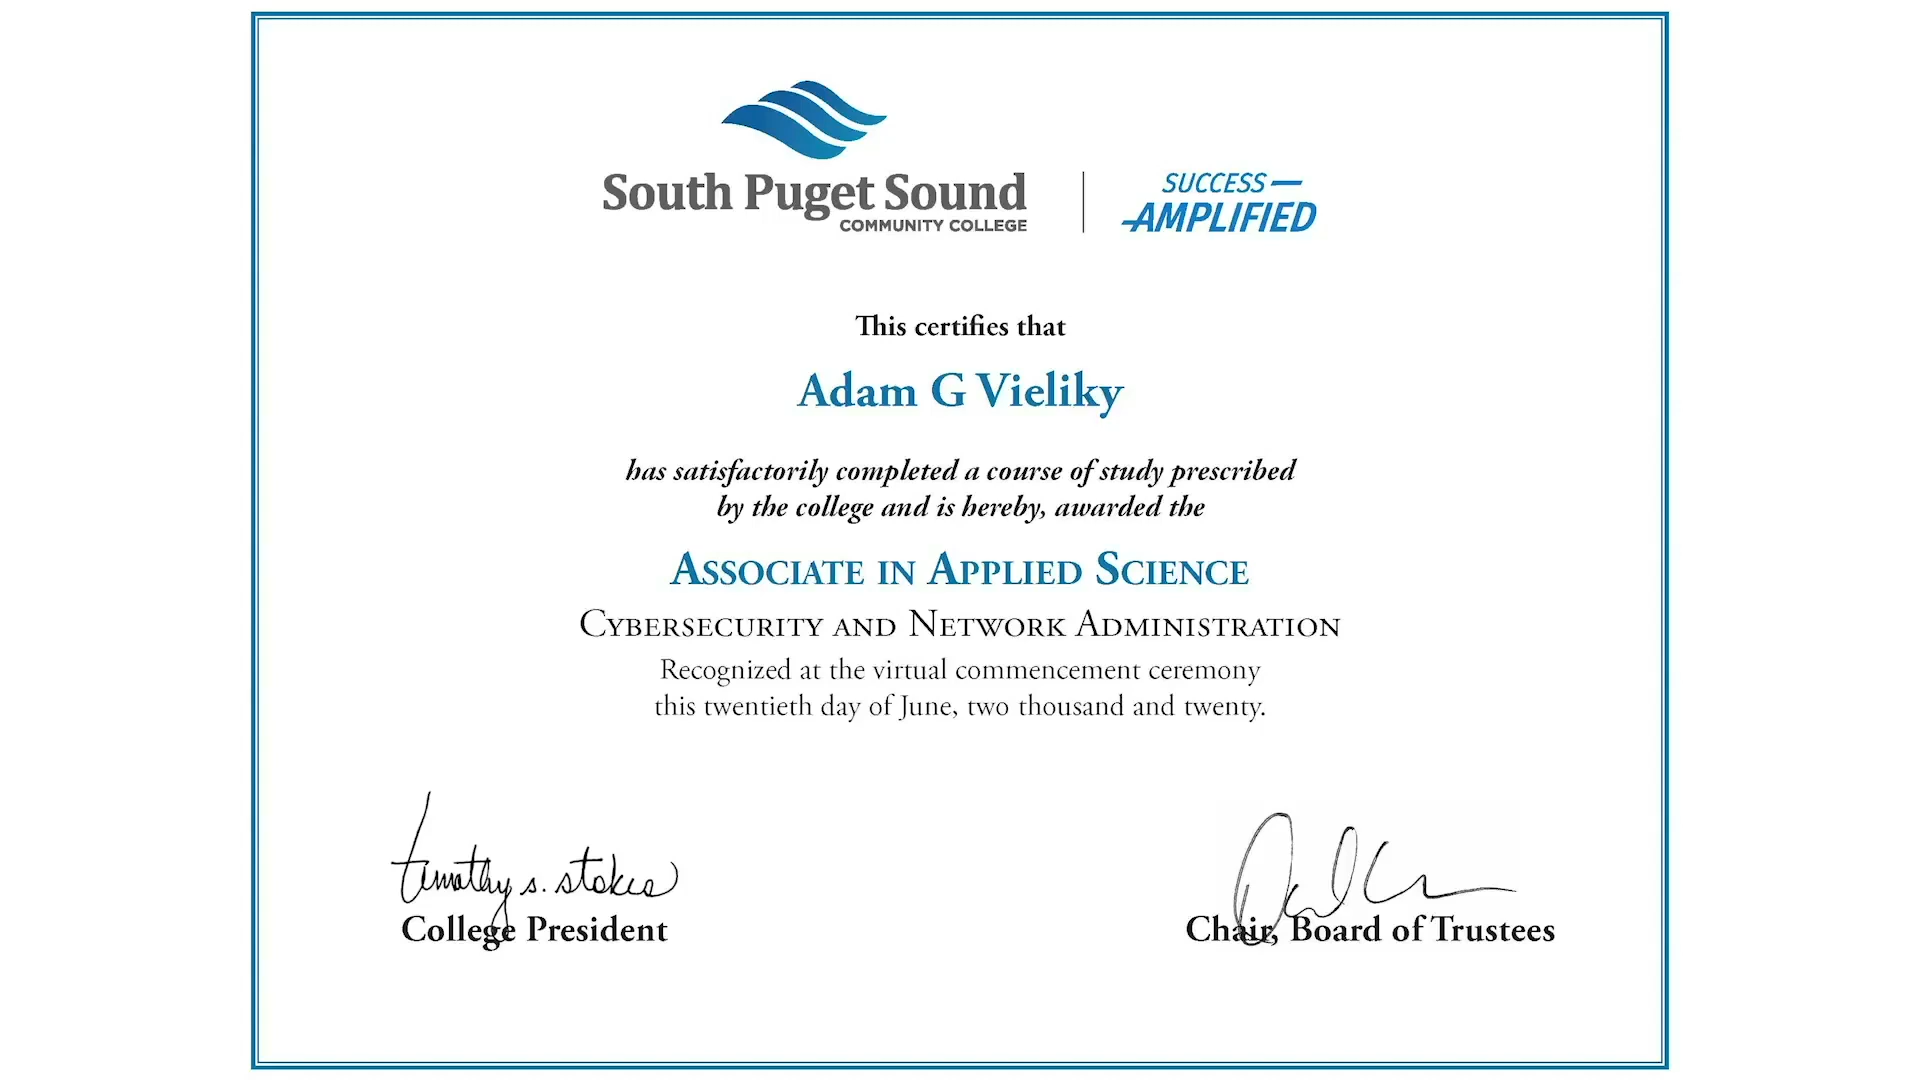 South Puget Sound
COMMUNITY COLLEGE
SUCCESS
AMPLIFIED
This certifies that
Adam G Vieliky
has satisfactorily completed a course of study prescribed
by the college and is hereby, awarded the
Associate in Applied Science
Cybersecurity and Network Administration
Recognized at the virtual commencement ceremony
this twentieth day of June, two thousand and twenty.
timothy s. stokes
College President
Chair, Board of Trustees